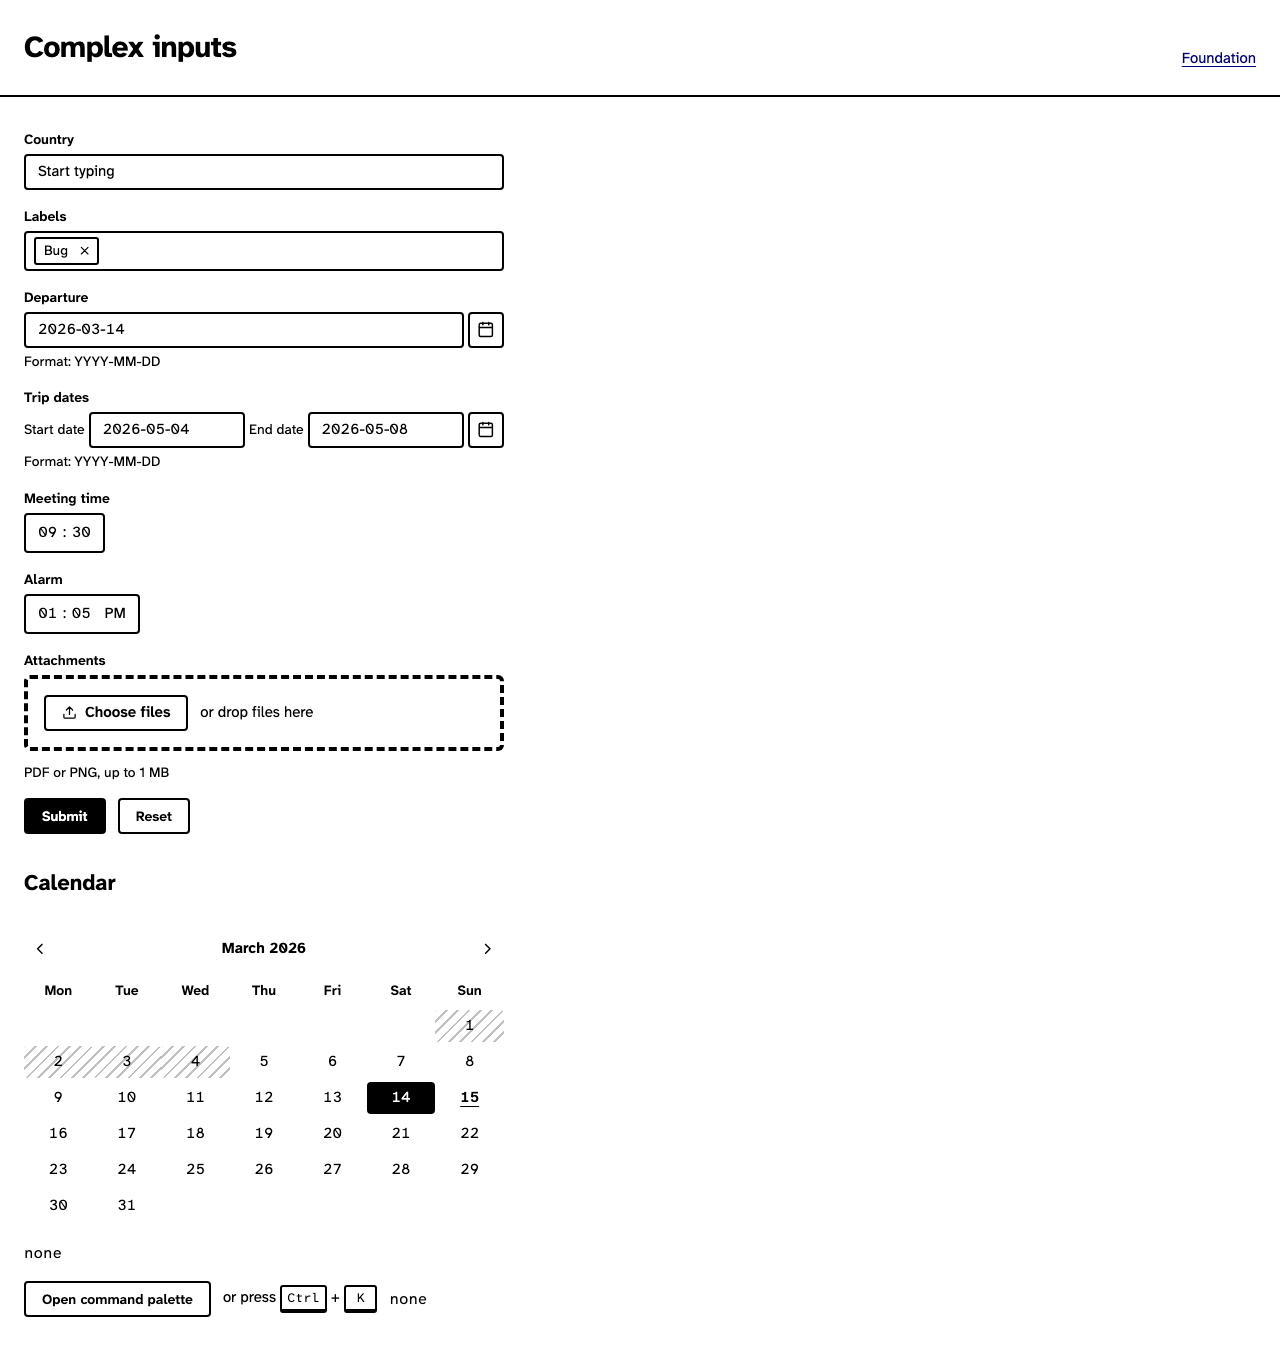 Complex inputs
Foundation
Country
Start typing
Labels
Bug ×
Departure
2026-03-14
Format: YYYY-MM-DD
Trip dates
Start date 2026-05-04 End date 2026-05-08
Format: YYYY-MM-DD
Meeting time
09 : 30
Alarm
01 : 05 PM
Attachments
Choose files or drop files here
PDF or PNG, up to 1 MB
Submit Reset
Calendar
March 2026
Mon Tue Wed Thu Fri Sat Sun
1
2 3 4 5 6 7 8
9 10 11 12 13 14 15
16 17 18 19 20 21 22
23 24 25 26 27 28 29
30 31
none
Open command palette or press Ctrl + K none